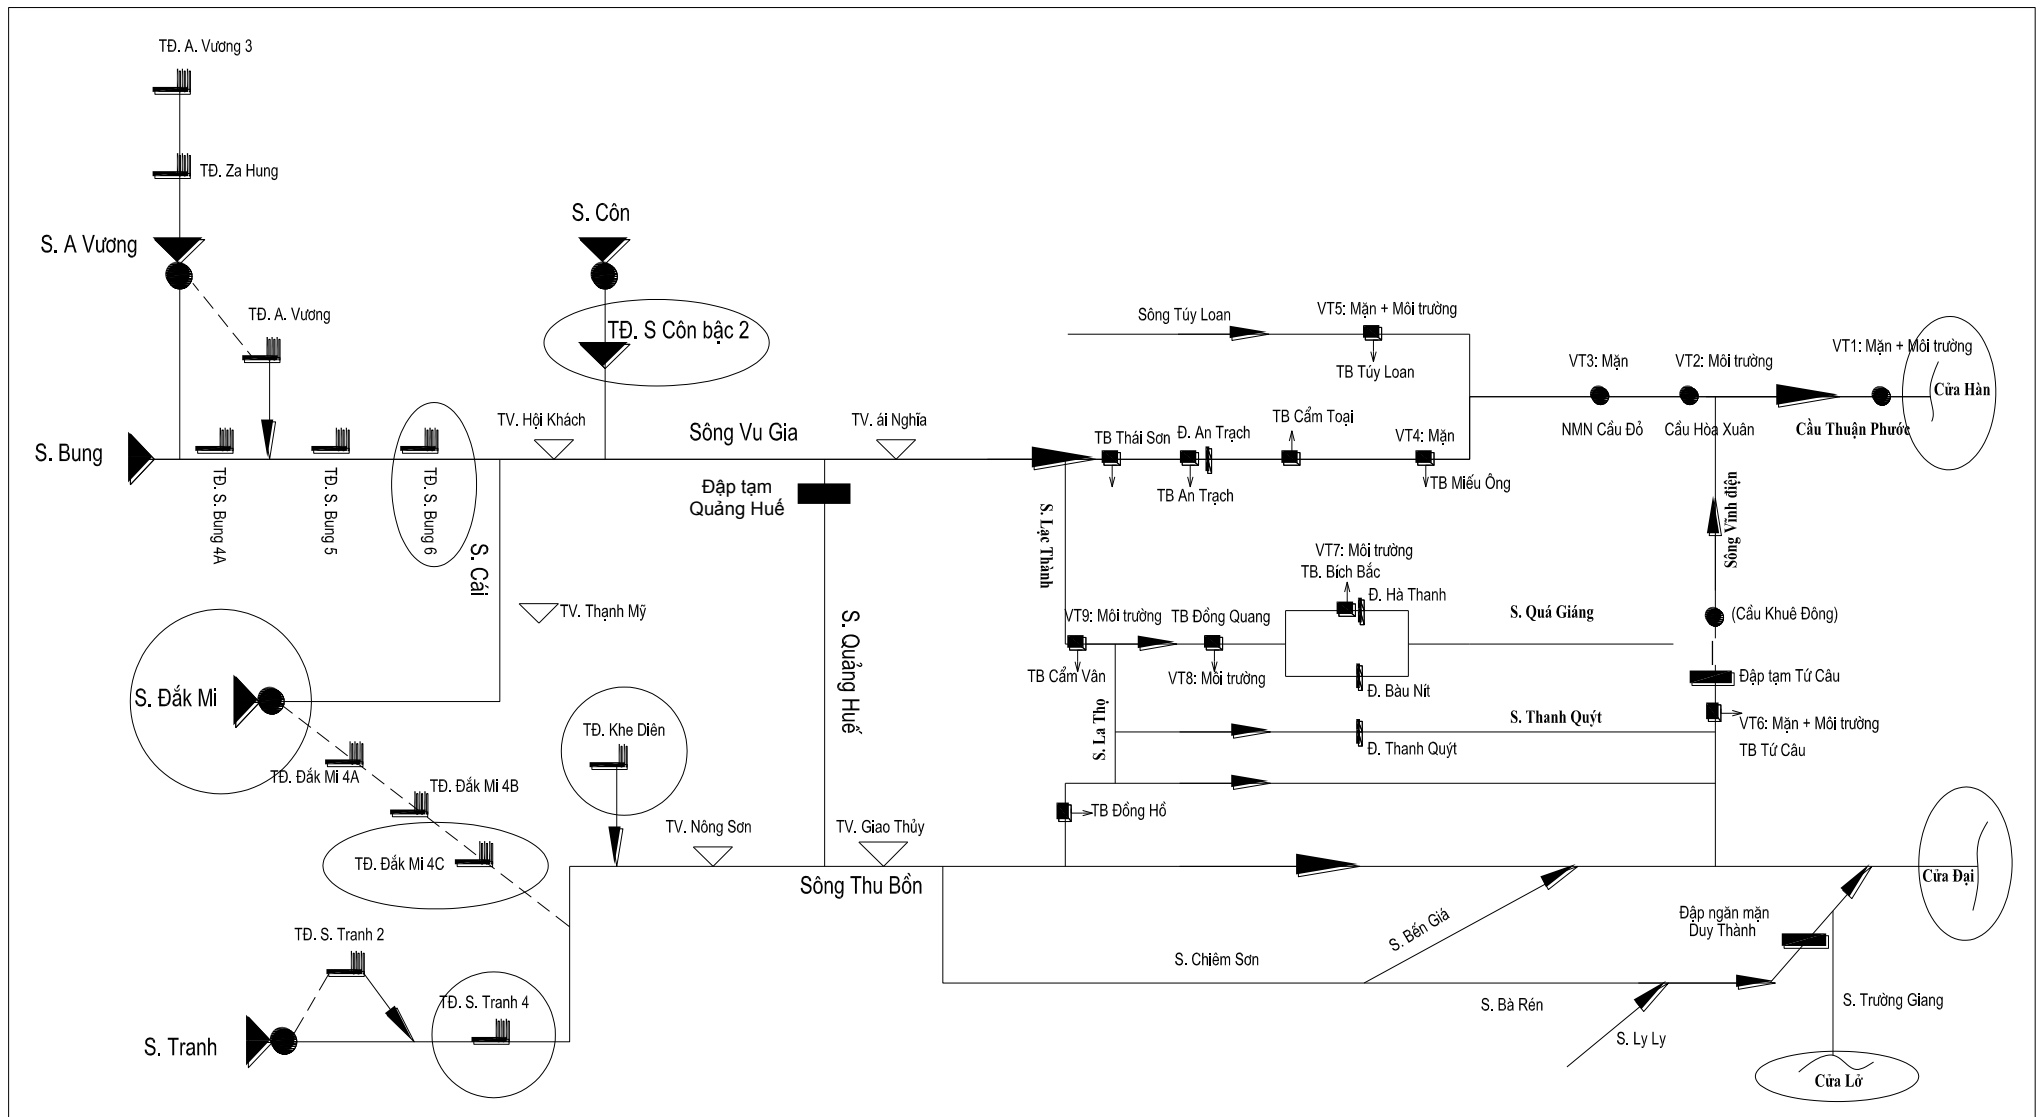 TĐ. A. Vương 3
TĐ. Za Hung
S. A Vương
TĐ. A. Vương
S. Côn
TĐ. S Côn bậc 2
S. Bung
TĐ. S. Bung 4A
TĐ. S. Bung 5
TĐ. S. Bung 6
TV. Hội Khách
Sông Vu Gia
TV. ái Nghĩa
Đập tạm
Quảng Huế
S. Cái
TV. Thạnh Mỹ
S. Quảng Huế
S. Đắk Mi
TĐ. Đắk Mi 4A
TĐ. Đắk Mi 4B
TĐ. Đắk Mi 4C
TĐ. Khe Diên
TV. Nông Sơn
TV. Giao Thủy
Sông Thu Bồn
TĐ. S. Tranh 2
TĐ. S. Tranh 4
S. Tranh
Sông Túy Loan
VT5: Mặn + Môi trường
TB Túy Loan
TB Thái Sơn
Đ. An Trạch
TB An Trạch
TB Cẩm Toại
VT4: Mặn
TB Miếu Ông
VT3: Mặn
NMN Cầu Đỏ
VT2: Môi trường
Cầu Hòa Xuân
VT1: Mặn + Môi trường
Cầu Thuận Phước
Cửa Hàn
S. Lạc Thành
Sông Vĩnh điện
VT7: Môi trường
TB. Bích Bắc
Đ. Hà Thanh
VT9: Môi trường
TB Cẩm Vân
TB Đồng Quang
VT8: Môi trường
Đ. Bàu Nít
S. Quá Giáng
(Cầu Khuê Đông)
Đập tạm Tứ Câu
VT6: Mặn + Môi trường
TB Tứ Câu
S. La Thọ
S. Thanh Quýt
Đ. Thanh Quýt
TB Đồng Hồ
Cửa Đại
S. Bến Giá
Đập ngăn mặn
Duy Thành
S. Chiêm Sơn
S. Bà Rén
S. Ly Ly
S. Trường Giang
Cửa Lở